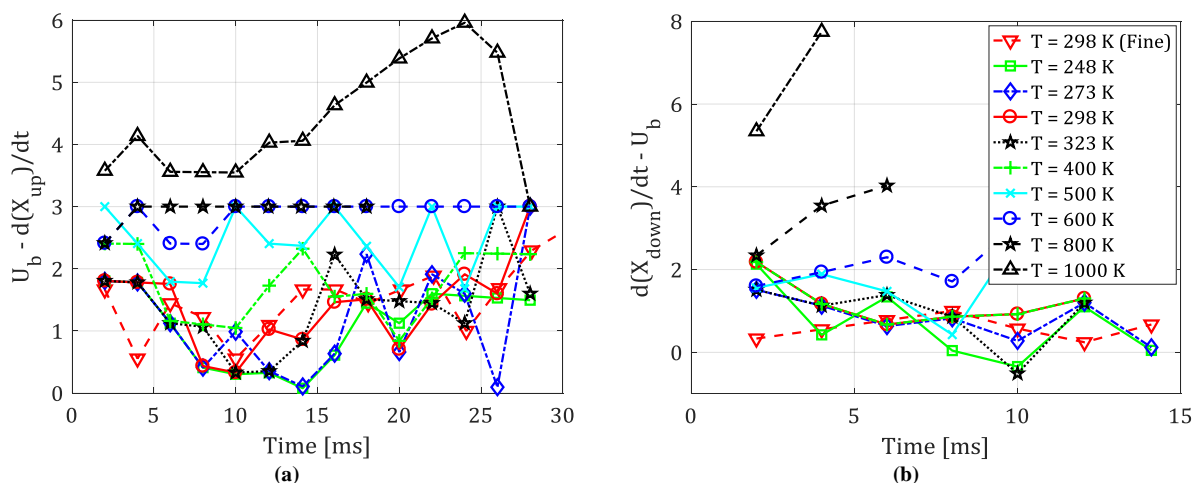 6
5
4
3
2
1
0
0
5
10
15
20
25
30
U_b - d(X_up)/dt
Time [ms]
(a)
8
6
4
2
0
0
5
10
15
d(X_down)/dt - U_b
Time [ms]
(b)
T = 298 K (Fine)
T = 248 K
T = 273 K
T = 298 K
T = 323 K
T = 400 K
T = 500 K
T = 600 K
T = 800 K
T = 1000 K